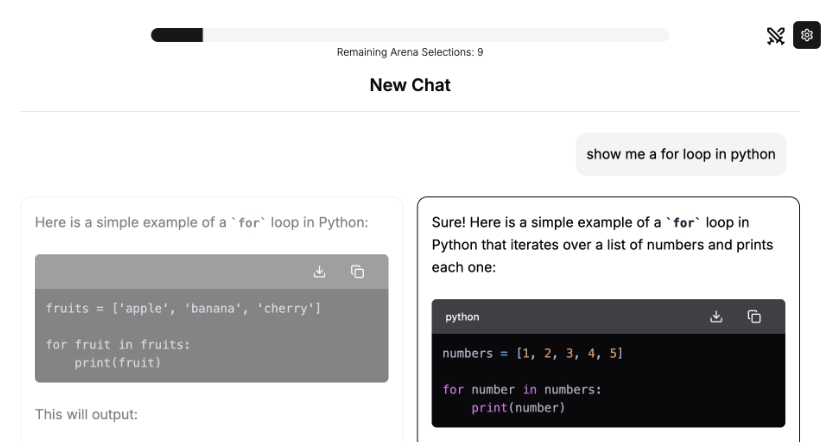 Remaining Arena Selections: 9
New Chat
show me a for loop in python
Here is a simple example of a `for` loop in Python:
fruits = ['apple', 'banana', 'cherry']
for fruit in fruits:
    print(fruit)
This will output:
Sure! Here is a simple example of a `for` loop in
Python that iterates over a list of numbers and prints
each one:
python
numbers = [1, 2, 3, 4, 5]
for number in numbers:
    print(number)